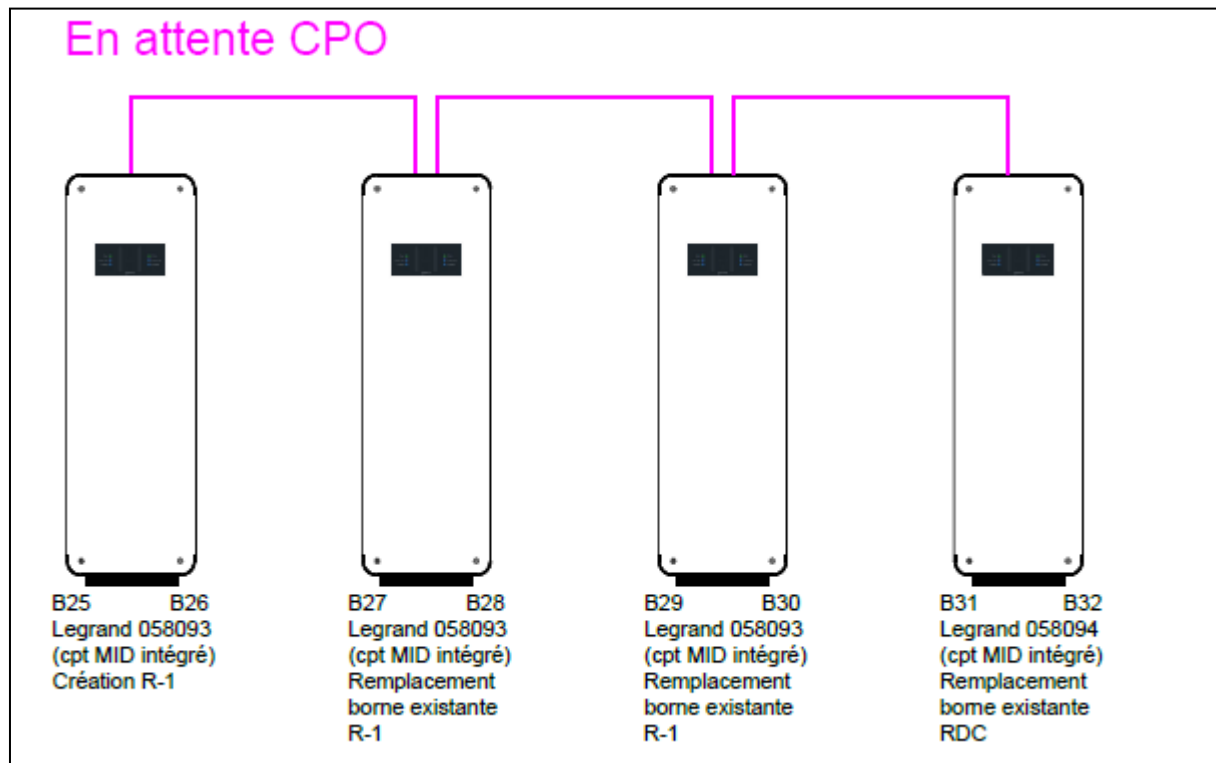 En attente CPO
B25 B26
Legrand 058093
(cpt MID intégré)
Création R-1
B27 B28
Legrand 058093
(cpt MID intégré)
Remplacement
borne existante
R-1
B29 B30
Legrand 058093
(cpt MID intégré)
Remplacement
borne existante
R-1
B31 B32
Legrand 058094
(cpt MID intégré)
Remplacement
borne existante
RDC